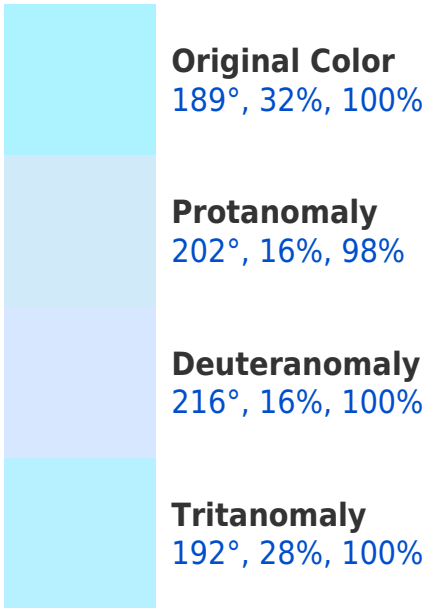 Original Color
189°, 32%, 100%
Protanomaly
202°, 16%, 98%
Deuteranomaly
216°, 16%, 100%
Tritanomaly
192°, 28%, 100%